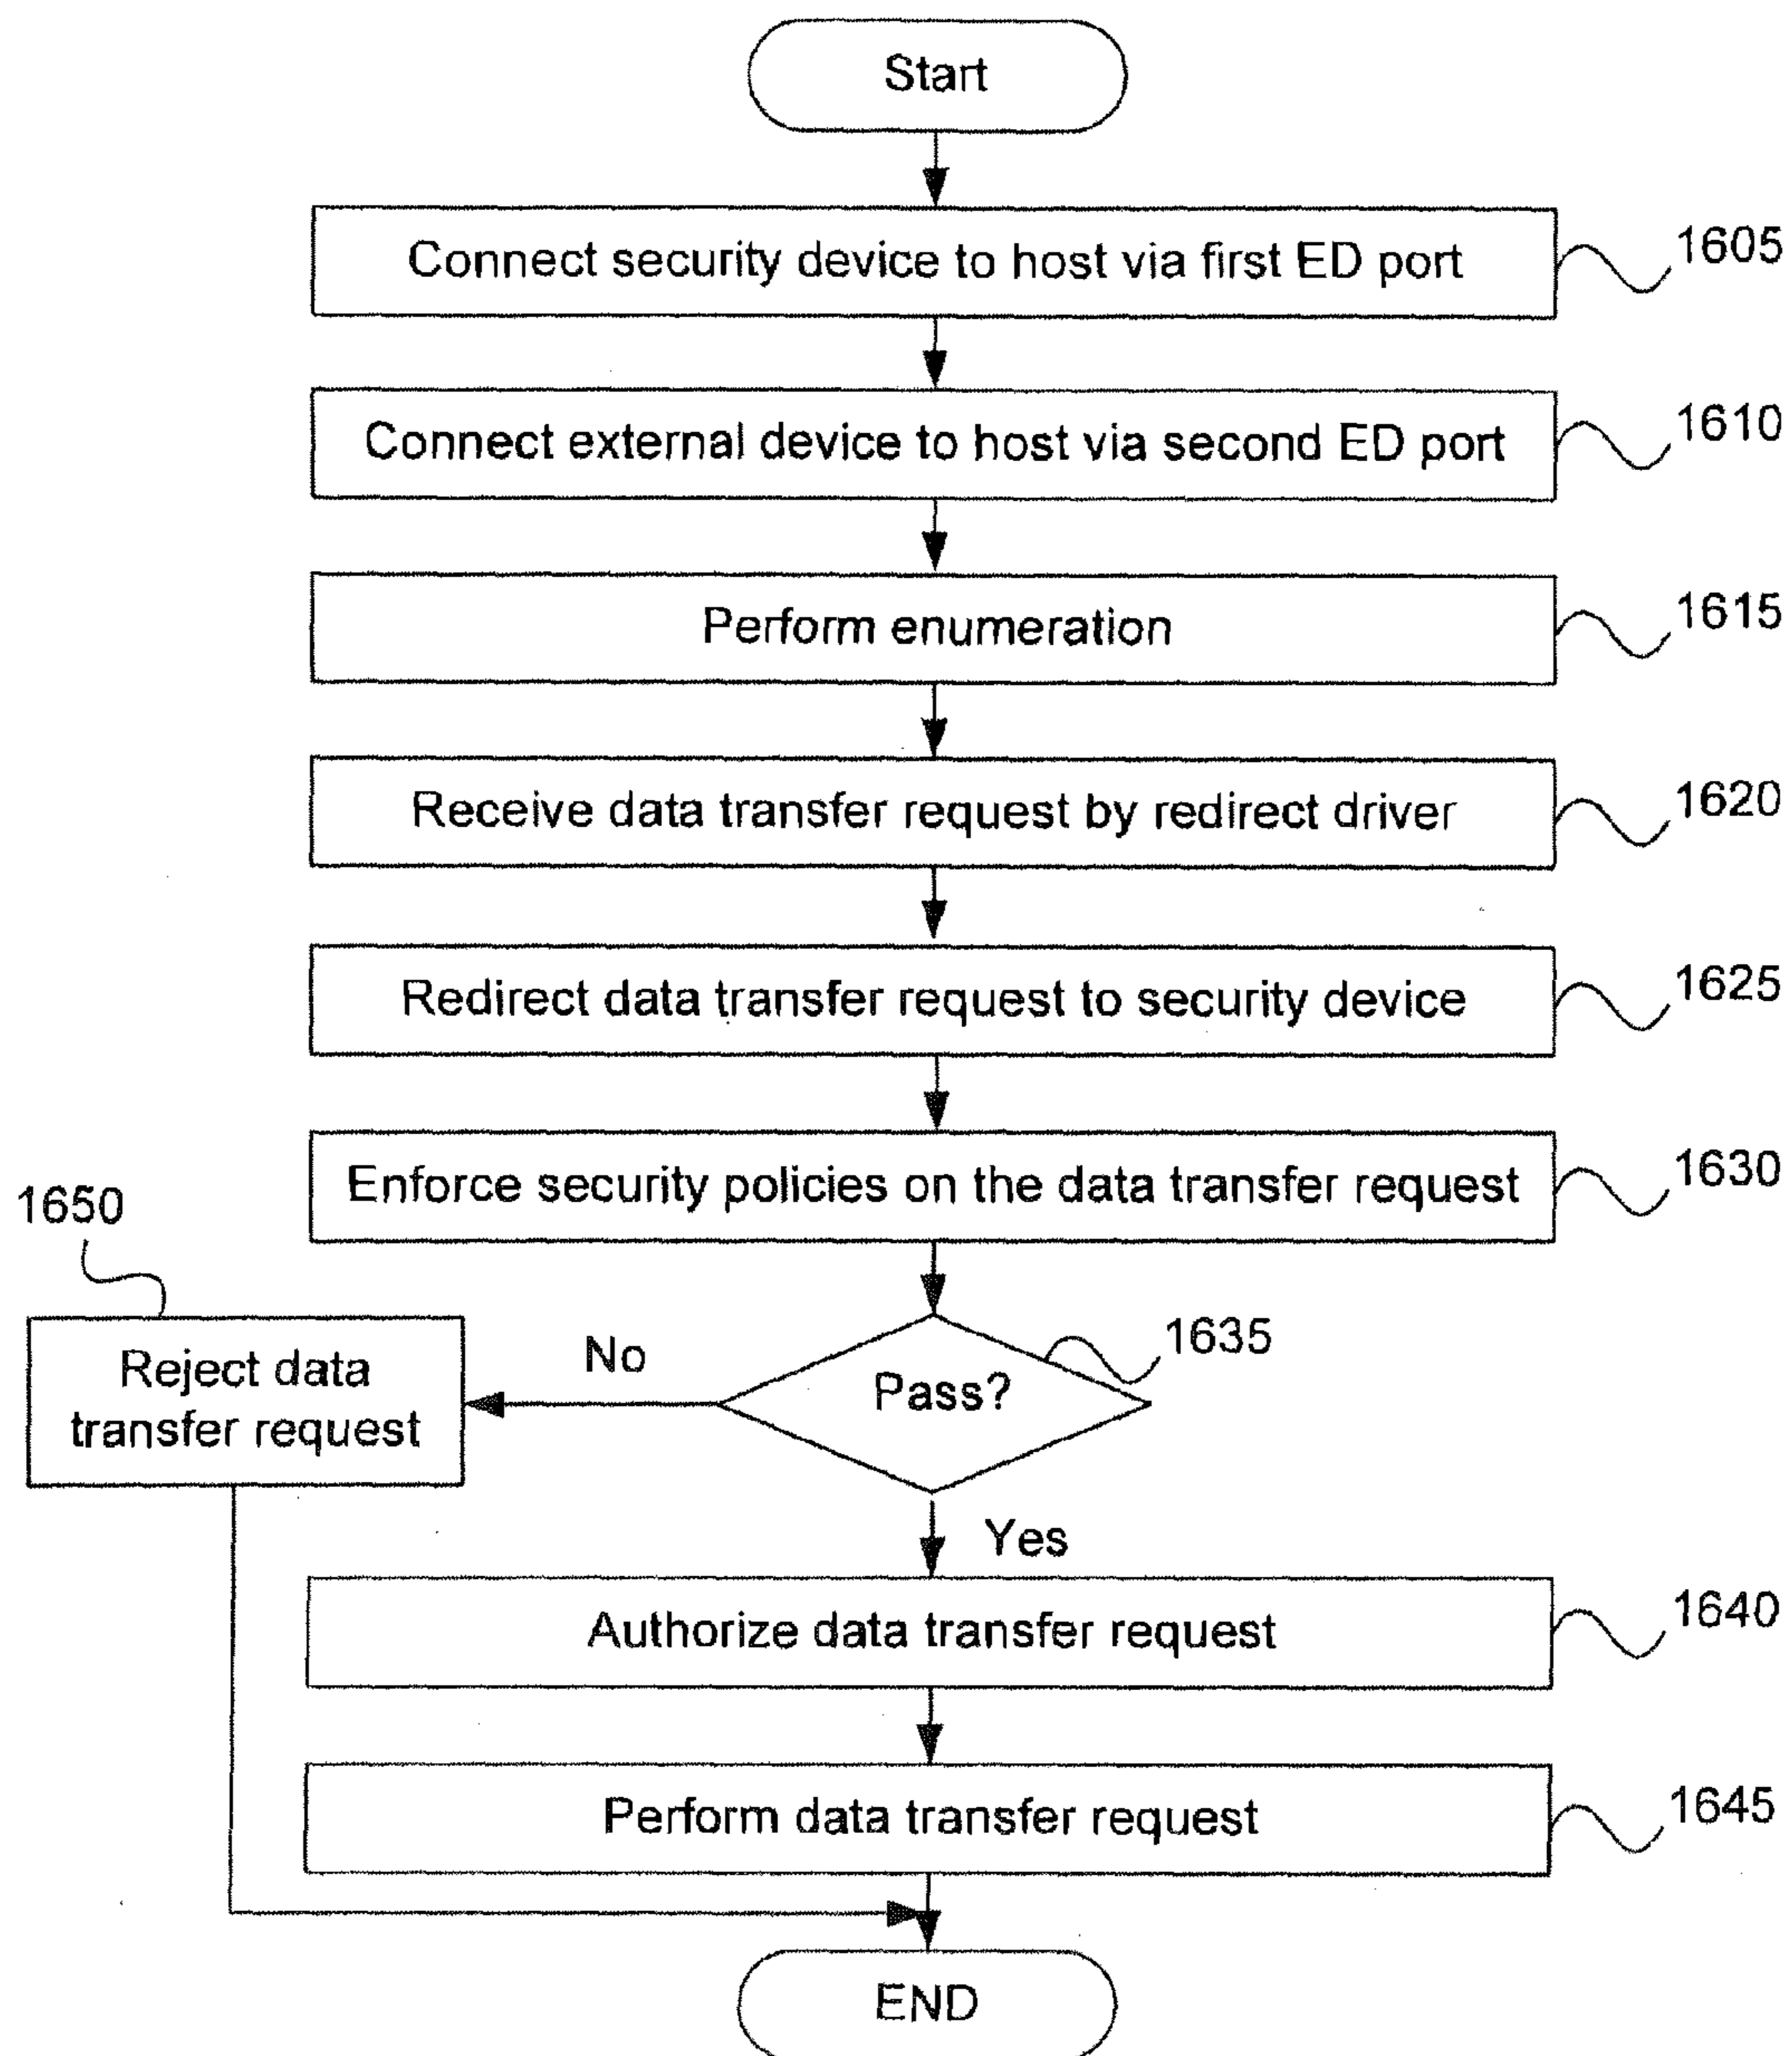 Start
Connect security device to host via first ED port
1605
Connect external device to host via second ED port
1610
Perform enumeration
1615
Receive data transfer request by redirect driver
1620
Redirect data transfer request to security device
1625
Enforce security policies on the data transfer request
1630
1650
Reject data
transfer request
No
Pass?
1635
Yes
Authorize data transfer request
1640
Perform data transfer request
1645
END